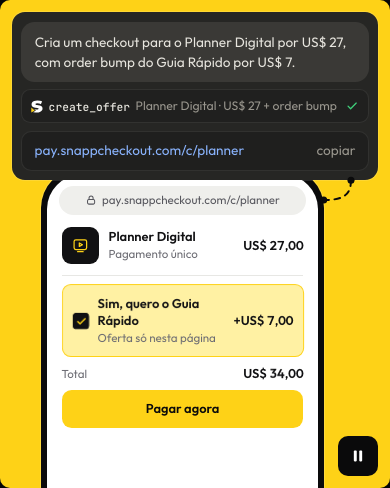 Cria um checkout para o Planner Digital por US$ 27,
com order bump do Guia Rápido por US$ 7.
create_offer Planner Digital · US$ 27 + order bump
pay.snappcheckout.com/c/planner copiar
pay.snappcheckout.com/c/planner
Planner Digital
Pagamento único
US$ 27,00
Sim, quero o Guia
Rápido
+US$ 7,00
Oferta só nesta página
Total US$ 34,00
Pagar agora